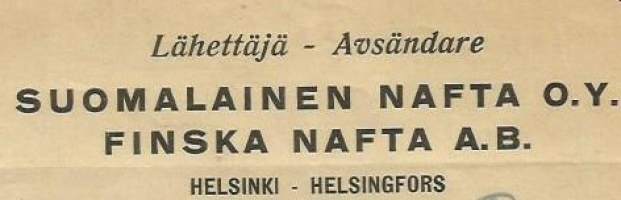 Lähettäjä - Avsändare
SUOMALAINEN NAFTA O.Y.
FINSKA NAFTA A.B.
HELSINKI - HELSINGFORS